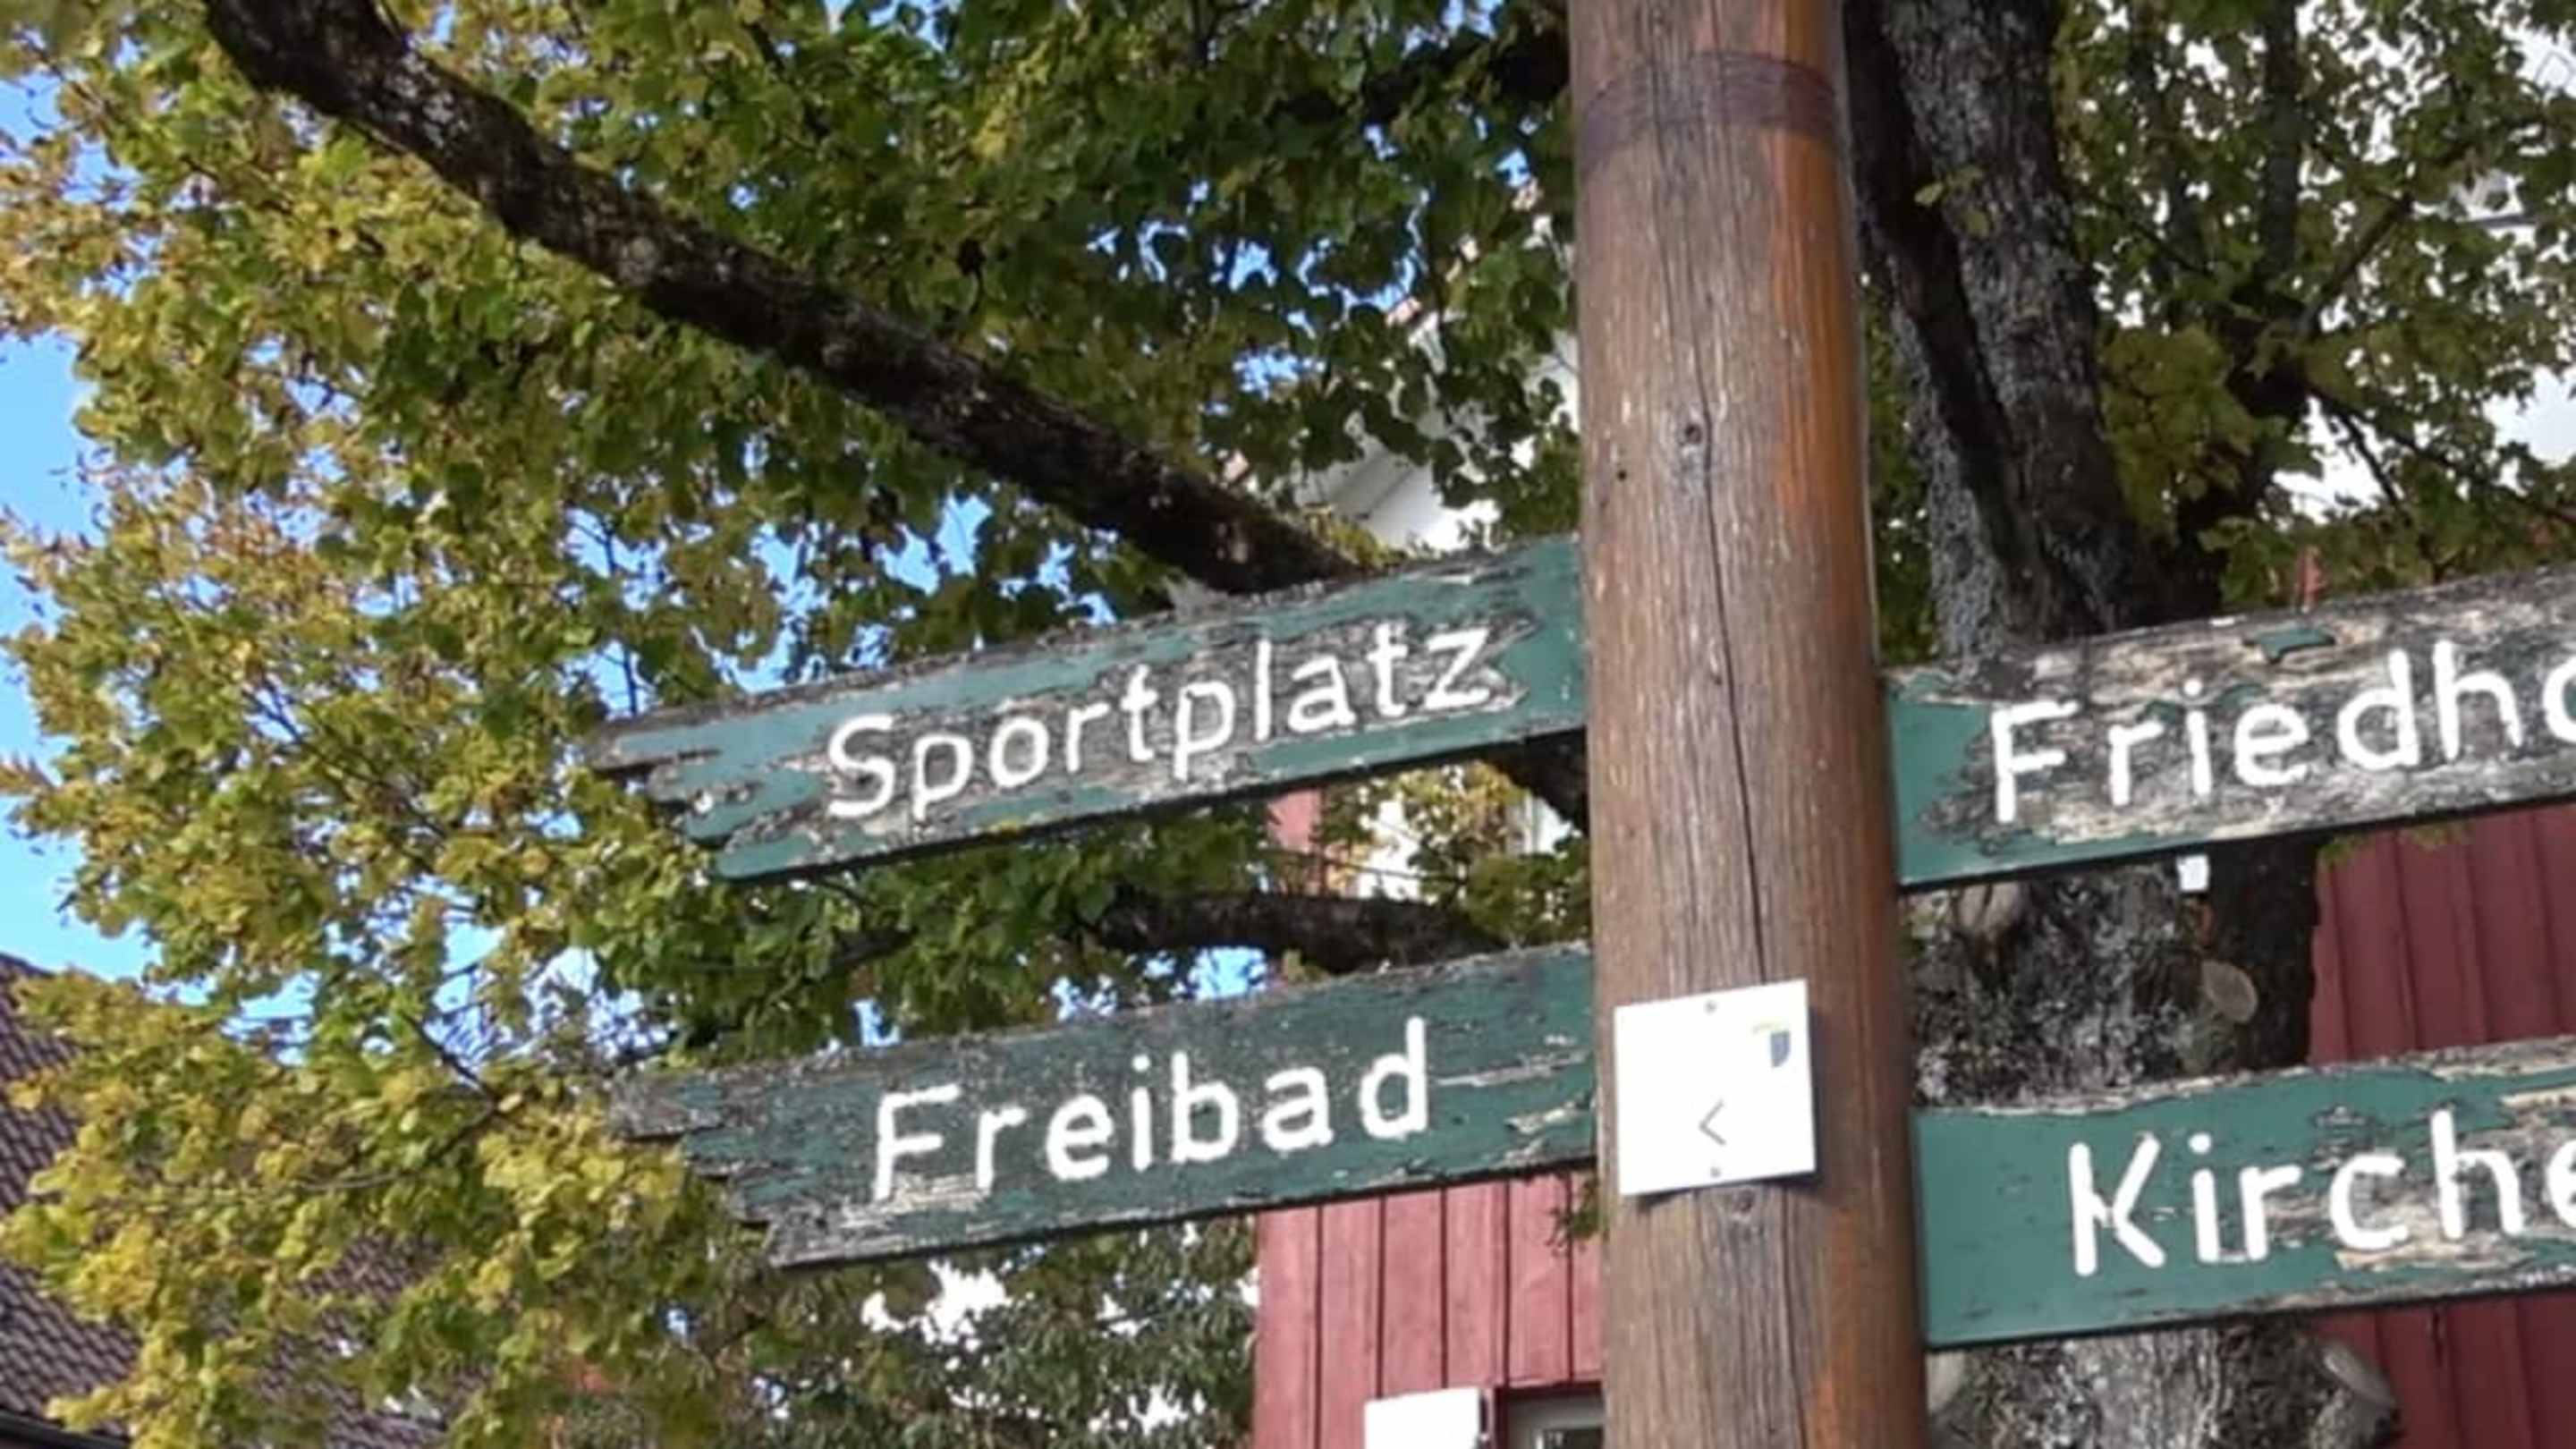 Sportplatz
Friedho
Freibad
<
Kirche